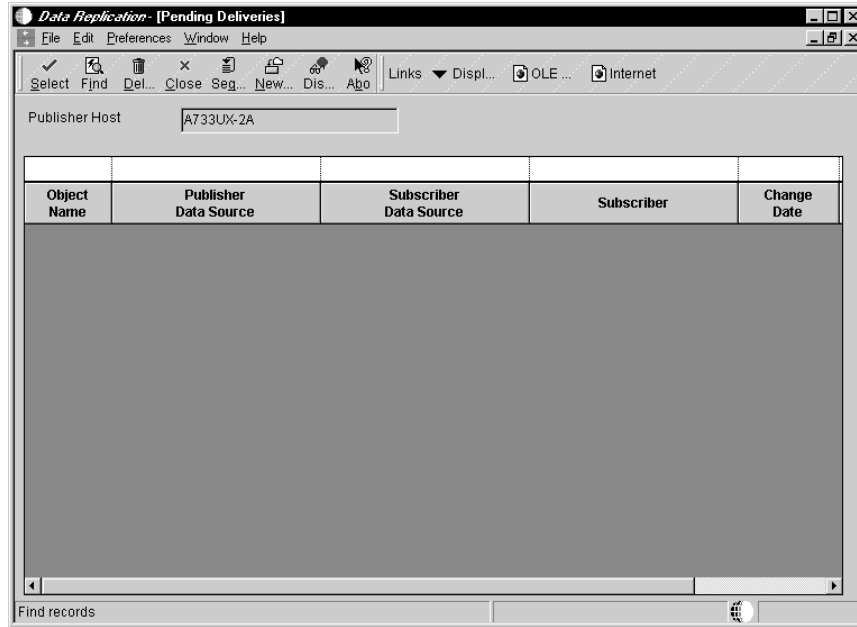 Data Replication - [Pending Deliveries]
File Edit Preferences Window Help
Select Find Del... Close Seq... New... Dis... Abo Links Displ... OLE ... Internet
Publisher Host A733UX-2A
Object Name Publisher Data Source Subscriber Data Source Subscriber Change Date
Find records